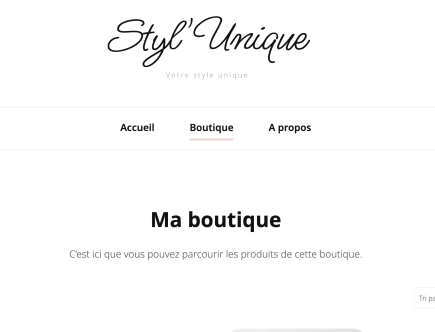 Styl'Unique
Votre style unique
Accueil Boutique A propos
Ma boutique
C'est ici que vous pouvez parcourir les produits de cette boutique.
Tri